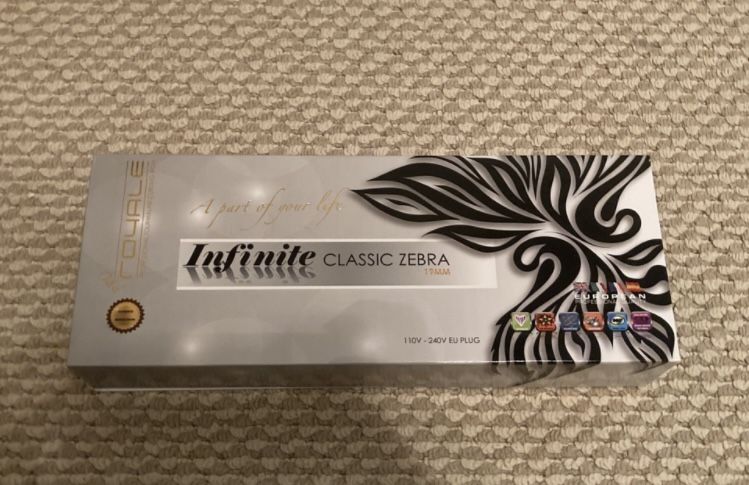 ROYALE
A part of your life
Infinite CLASSIC ZEBRA
19MM
EUROPEAN
110V - 240V EU PLUG